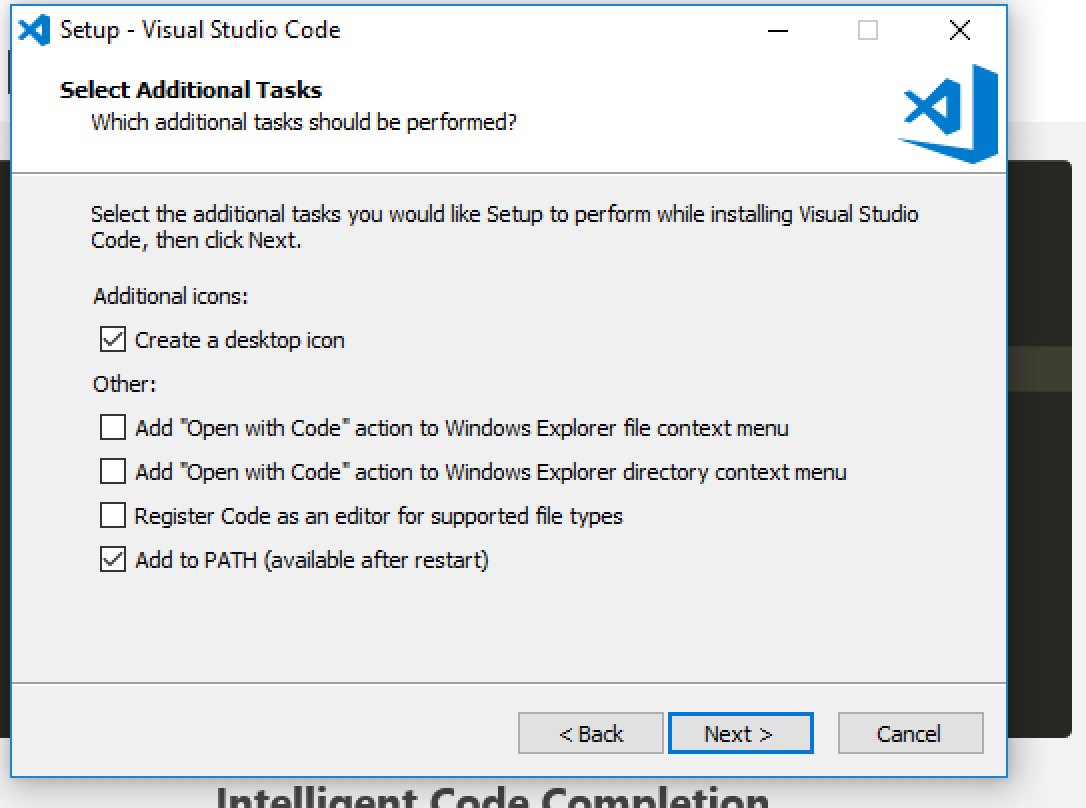 Setup - Visual Studio Code
Select Additional Tasks
Which additional tasks should be performed?
Select the additional tasks you would like Setup to perform while installing Visual Studio
Code, then click Next.
Additional icons:
Create a desktop icon
Other:
Add "Open with Code" action to Windows Explorer file context menu
Add "Open with Code" action to Windows Explorer directory context menu
Register Code as an editor for supported file types
Add to PATH (available after restart)
< Back Next > Cancel
Intelligent Code Completion